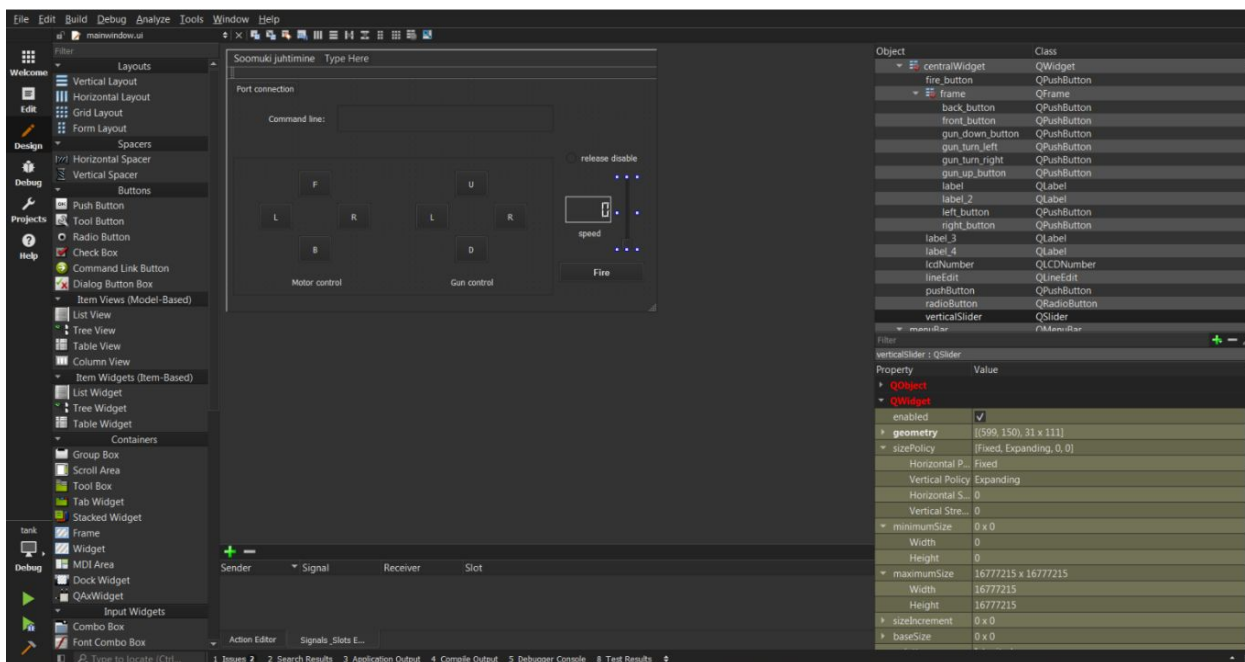 File Edit Build Debug Analyze Tools Window Help
mainwindow.ui
Welcome
Edit
Design
Debug
Projects
Help
tank
Debug
Filter
Layouts
Vertical Layout
Horizontal Layout
Grid Layout
Form Layout
Spacers
Horizontal Spacer
Vertical Spacer
Buttons
Push Button
Tool Button
Radio Button
Check Box
Command Link Button
Dialog Button Box
Item Views (Model-Based)
List View
Tree View
Table View
Column View
Item Widgets (Item-Based)
List Widget
Tree Widget
Table Widget
Containers
Group Box
Scroll Area
Tool Box
Tab Widget
Stacked Widget
Frame
Widget
MDI Area
Dock Widget
QAxWidget
Input Widgets
Combo Box
Font Combo Box
Soomuki juhtimine Type Here
Port connection
Command line:
release disable
F U
L R L R
0
speed
B D
Fire
Motor control Gun control
Sender Signal Receiver Slot
Action Editor Signals _Slots E...
Object Class
centralWidget QWidget
fire_button QPushButton
frame QFrame
back_button QPushButton
front_button QPushButton
gun_down_button QPushButton
gun_turn_left QPushButton
gun_turn_right QPushButton
gun_up_button QPushButton
label QLabel
label_2 QLabel
left_button QPushButton
right_button QPushButton
label_3 QLabel
label_4 QLabel
lcdNumber QLCDNumber
lineEdit QLineEdit
pushButton QPushButton
radioButton QRadioButton
verticalSlider QSlider
menuBar QMenuBar
Filter
verticalSlider : QSlider
Property Value
QObject
QWidget
enabled
geometry [(599, 150), 31 x 111]
sizePolicy [Fixed, Expanding, 0, 0]
Horizontal P... Fixed
Vertical Policy Expanding
Horizontal S... 0
Vertical Stre... 0
minimumSize 0 x 0
Width 0
Height 0
maximumSize 16777215 x 16777215
Width 16777215
Height 16777215
sizeIncrement 0 x 0
baseSize 0 x 0
Type to locate (Ctrl... 1 Issues 2 2 Search Results 3 Application Output 4 Compile Output 5 Debugger Console 8 Test Results